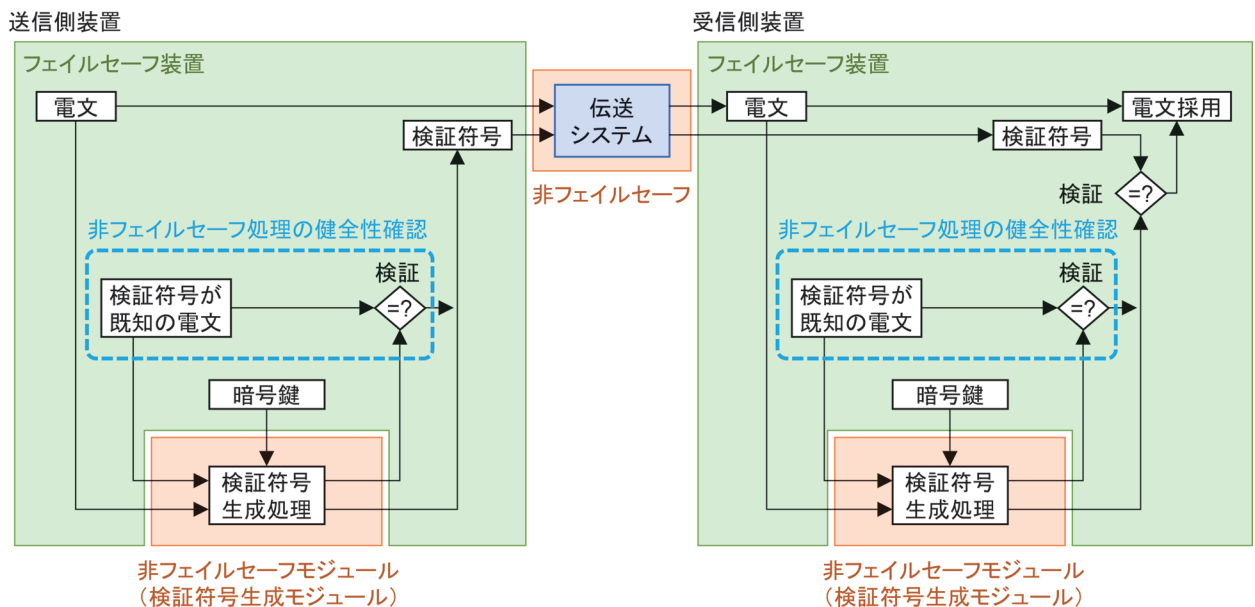 送信側装置
フェイルセーフ装置
電文
検証符号
非フェイルセーフ処理の健全性確認
検証
検証符号が
既知の電文
=?
暗号鍵
検証符号
生成処理
非フェイルセーフモジュール
（検証符号生成モジュール）
伝送
システム
非フェイルセーフ
受信側装置
フェイルセーフ装置
電文
電文採用
検証符号
検証
=?
非フェイルセーフ処理の健全性確認
検証
検証符号が
既知の電文
=?
暗号鍵
検証符号
生成処理
非フェイルセーフモジュール
（検証符号生成モジュール）